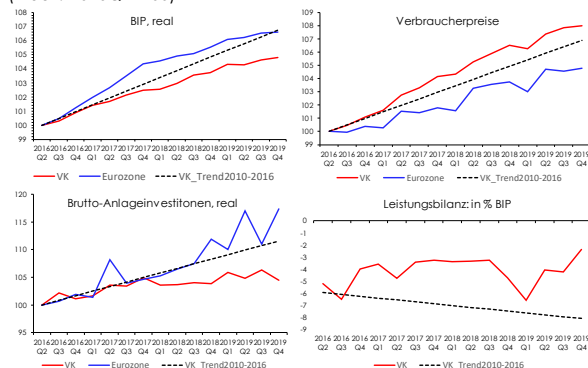 BIP, real
108
107
106
105
104
103
102
101
100
99
2016 2016 2016 2017 2017 2017 2017 2018 2018 2018 2018 2019 2019 2019 2019
Q2 Q3 Q4 Q1 Q2 Q3 Q4 Q1 Q2 Q3 Q4 Q1 Q2 Q3 Q4
VK Eurozone VK_Trend2010-2016
Verbraucherpreise
109
108
107
106
105
104
103
102
101
100
99
2016 2016 2016 2017 2017 2017 2017 2018 2018 2018 2018 2019 2019 2019 2019
Q2 Q3 Q4 Q1 Q2 Q3 Q4 Q1 Q2 Q3 Q4 Q1 Q2 Q3 Q4
VK Eurozone VK_Trend2010-2016
Brutto-Anlageinvestitonen, real
120
115
110
105
100
95
2016 2016 2016 2017 2017 2017 2017 2018 2018 2018 2018 2019 2019 2019 2019
Q2 Q3 Q4 Q1 Q2 Q3 Q4 Q1 Q2 Q3 Q4 Q1 Q2 Q3 Q4
VK Eurozone VK_Trend2010-2016
Leistungsbilanz: in % BIP
0
-1
-2
-3
-4
-5
-6
-7
-8
-9
2016 2016 2016 2017 2017 2017 2017 2018 2018 2018 2018 2019 2019 2019 2019
Q2 Q3 Q4 Q1 Q2 Q3 Q4 Q1 Q2 Q3 Q4 Q1 Q2 Q3 Q4
VK VK_Trend2010-2016